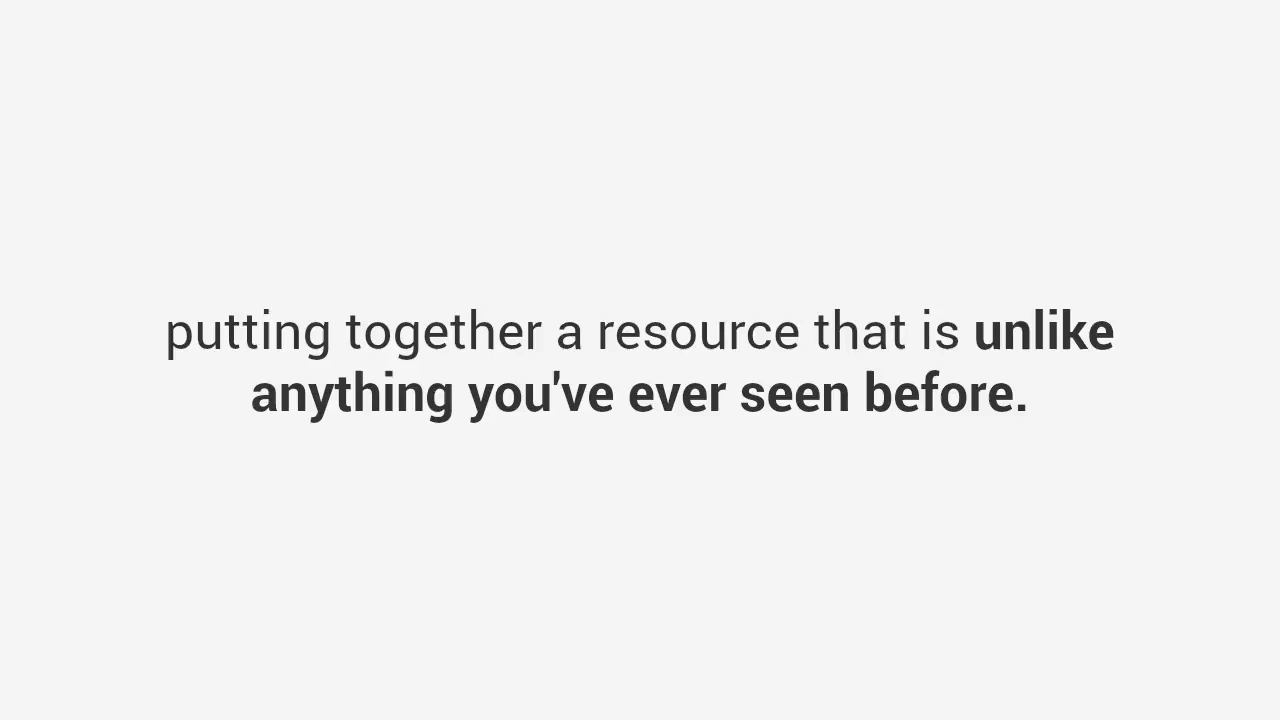 putting together a resource that is unlike
anything you've ever seen before.